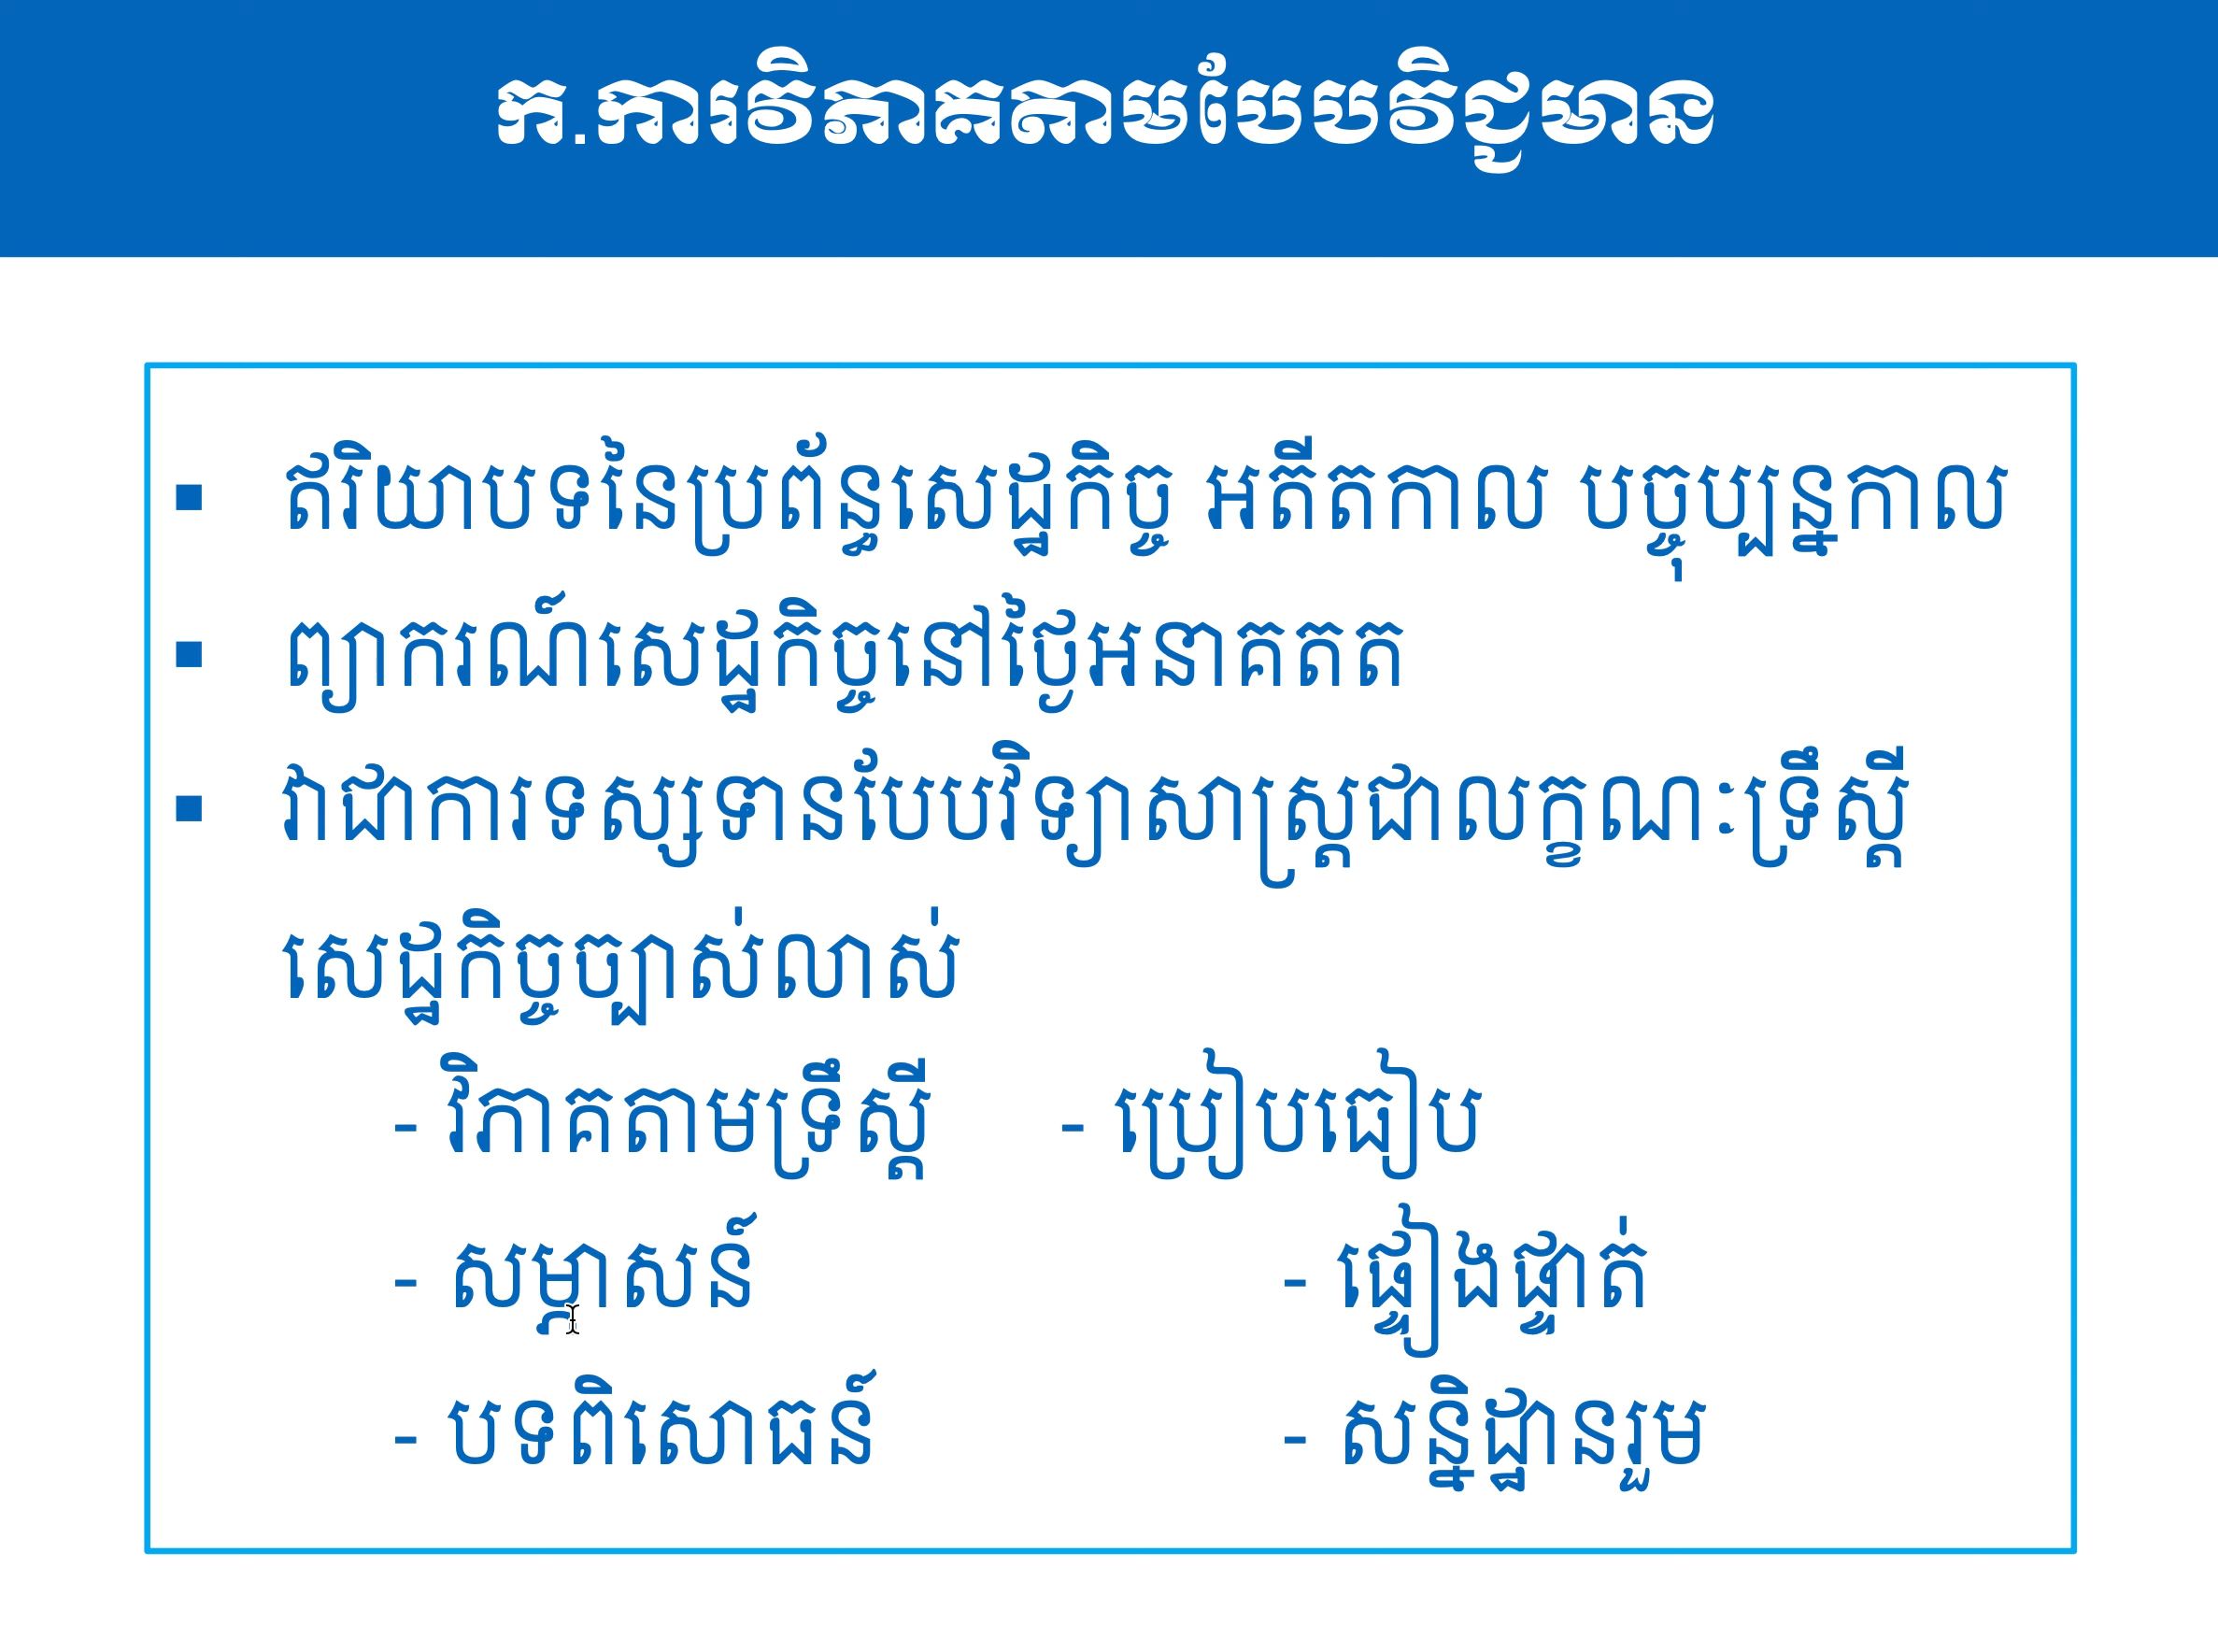 ក.ការវិភាគតាមបែបវិជ្ជមាន
▪ ឥរិយាបទនៃប្រព័ន្ធសេដ្ឋកិច្ច អតីតកាល បច្ចុប្បន្នកាល
▪ ព្យាករណ៍សេដ្ឋកិច្ចនៅថ្ងៃអនាគតត
▪ វាជាការទស្សទានបែបវិទ្យាសាស្ត្រជាលក្ខណៈទ្រឹស្តី
សេដ្ឋកិច្ចច្បាស់លាស់
- វិភាគតាមទ្រឹស្តី - ប្រៀបធៀប
- សម្ភាសន៍ - ផ្ទៀងផ្ទាត់
- បទពិសោធន៍ - សន្និដ្ឋានរួម